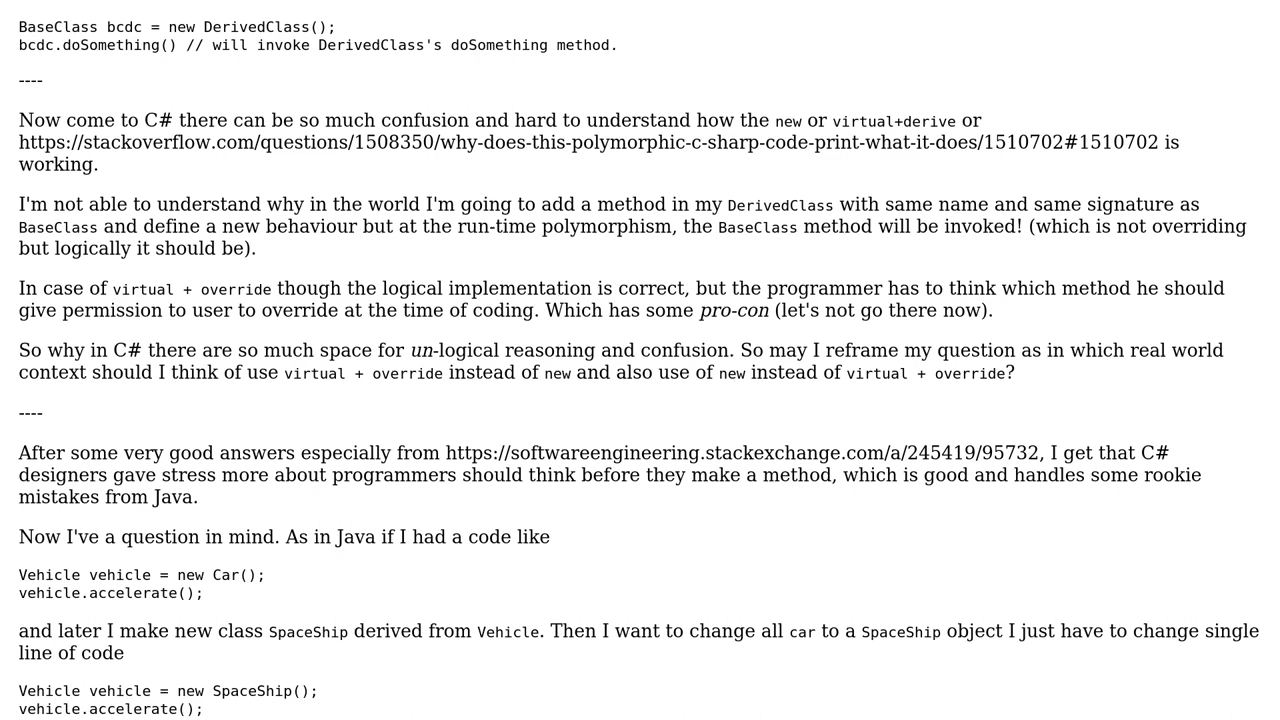 BaseClass bcdc = new DerivedClass();
bcdc.doSomething() // will invoke DerivedClass's doSomething method.
----
Now come to C# there can be so much confusion and hard to understand how the new or virtual+derive or
https://stackoverflow.com/questions/1508350/why-does-this-polymorphic-c-sharp-code-print-what-it-does/1510702#1510702 is
working.
I'm not able to understand why in the world I'm going to add a method in my DerivedClass with same name and same signature as
BaseClass and define a new behaviour but at the run-time polymorphism, the BaseClass method will be invoked! (which is not overriding
but logically it should be).
In case of virtual + override though the logical implementation is correct, but the programmer has to think which method he should
give permission to user to override at the time of coding. Which has some pro-con (let's not go there now).
So why in C# there are so much space for un-logical reasoning and confusion. So may I reframe my question as in which real world
context should I think of use virtual + override instead of new and also use of new instead of virtual + override?
----
After some very good answers especially from https://softwareengineering.stackexchange.com/a/245419/95732, I get that C#
designers gave stress more about programmers should think before they make a method, which is good and handles some rookie
mistakes from Java.
Now I've a question in mind. As in Java if I had a code like
Vehicle vehicle = new Car();
vehicle.accelerate();
and later I make new class SpaceShip derived from Vehicle. Then I want to change all car to a SpaceShip object I just have to change single
line of code
Vehicle vehicle = new SpaceShip();
vehicle.accelerate();